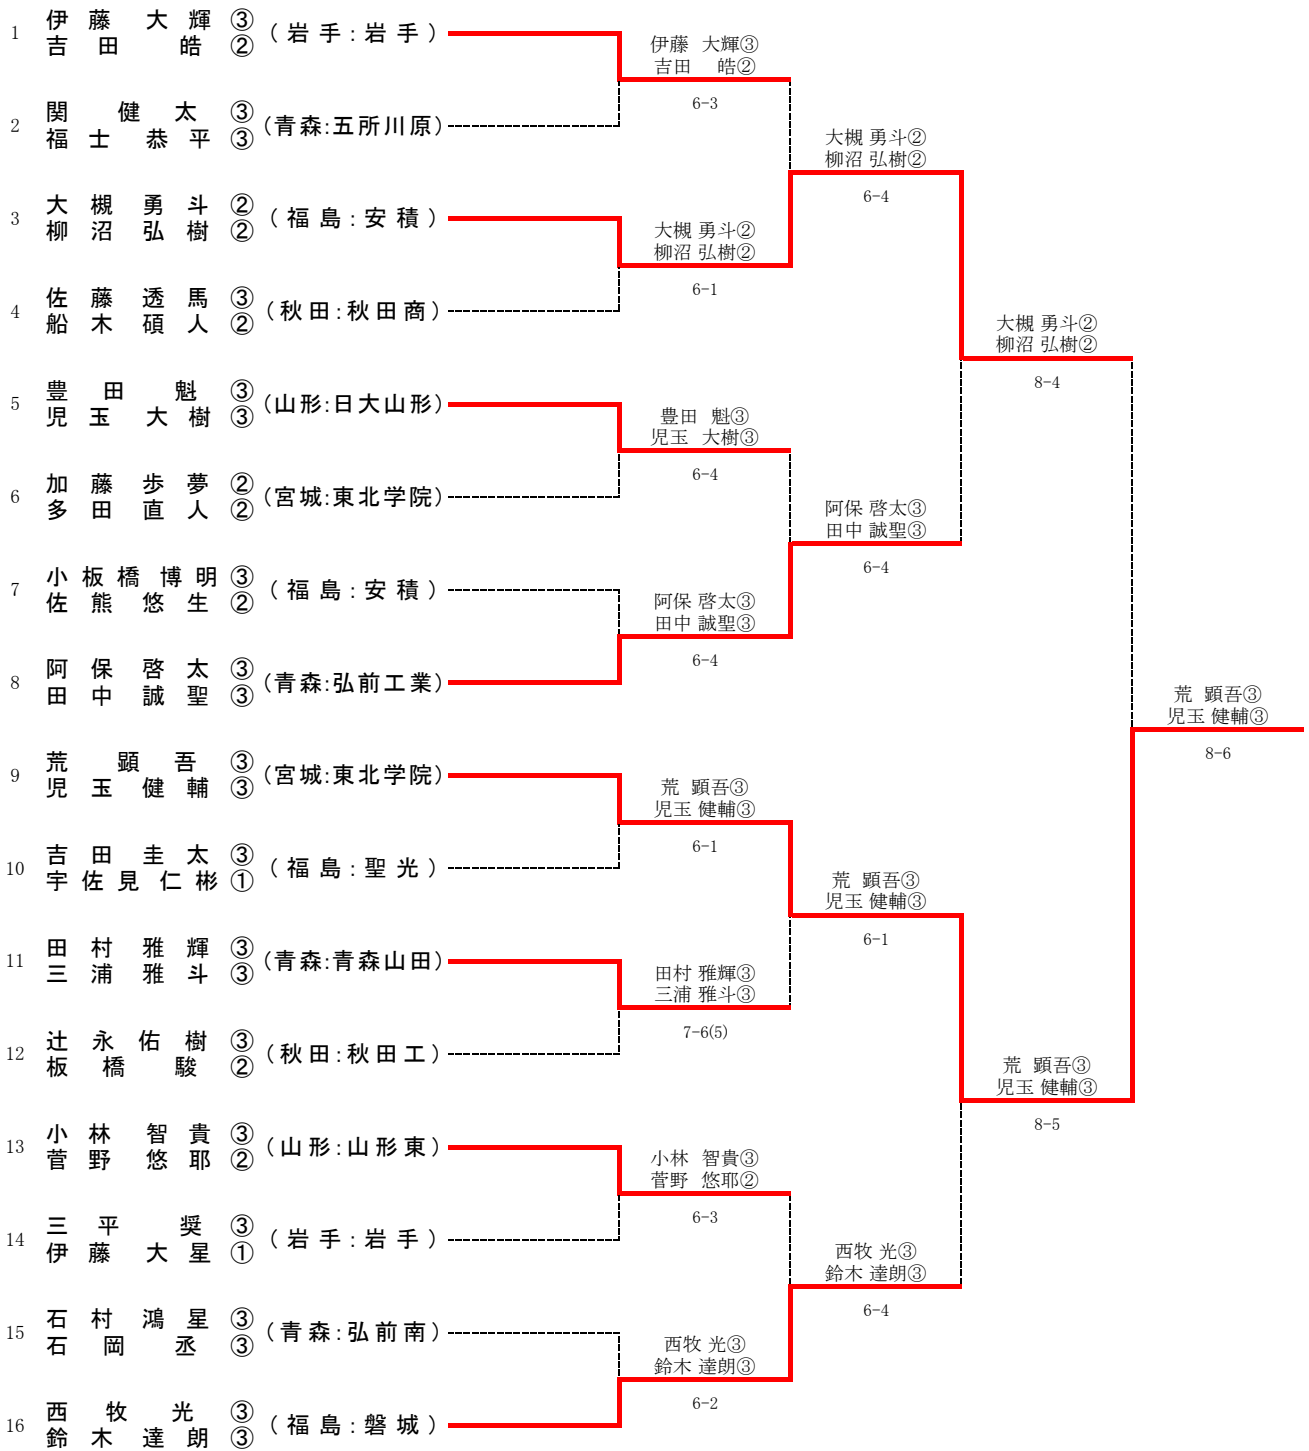 1 伊藤 大輝 ③ (岩手:岩手)
吉田 皓 ②
2 関 健太 ③ (青森:五所川原)
福士 恭平 ③
3 大槻 勇斗 ② (福島:安積)
柳沼 弘樹 ②
4 佐藤 透馬 ③ (秋田:秋田商)
船木 碩人 ②
5 豊田 魁 ③ (山形:日大山形)
児玉 大樹 ③
6 加藤 歩夢 ② (宮城:東北学院)
多田 直人 ②
7 小板橋 博明 ③ (福島:安積)
佐熊 悠生 ②
8 阿保 啓太 ③ (青森:弘前工業)
田中 誠聖 ③
9 荒 顕吾 ③ (宮城:東北学院)
児玉 健輔 ③
10 吉田 圭太 ③ (福島:聖光)
宇佐見 仁彬 ①
11 田村 雅輝 ③ (青森:青森山田)
三浦 雅斗 ③
12 辻永 佑樹 ③ (秋田:秋田工)
板橋 駿 ②
13 小林 智貴 ③ (山形:山形東)
菅野 悠耶 ②
14 三平 奨 ③ (岩手:岩手)
伊藤 大星 ①
15 石村 鴻星 ③ (青森:弘前南)
石岡 丞 ③
16 西牧 光 ③ (福島:磐城)
鈴木 達朗 ③
伊藤 大輝③
吉田 皓②
6-3
大槻 勇斗②
柳沼 弘樹②
6-1
豊田 魁③
児玉 大樹③
6-4
阿保 啓太③
田中 誠聖③
6-4
荒 顕吾③
児玉 健輔③
6-1
田村 雅輝③
三浦 雅斗③
7-6(5)
小林 智貴③
菅野 悠耶②
6-3
西牧 光③
鈴木 達朗③
6-2
大槻 勇斗②
柳沼 弘樹②
6-4
阿保 啓太③
田中 誠聖③
6-4
荒 顕吾③
児玉 健輔③
6-1
西牧 光③
鈴木 達朗③
6-4
大槻 勇斗②
柳沼 弘樹②
8-4
荒 顕吾③
児玉 健輔③
8-5
荒 顕吾③
児玉 健輔③
8-6